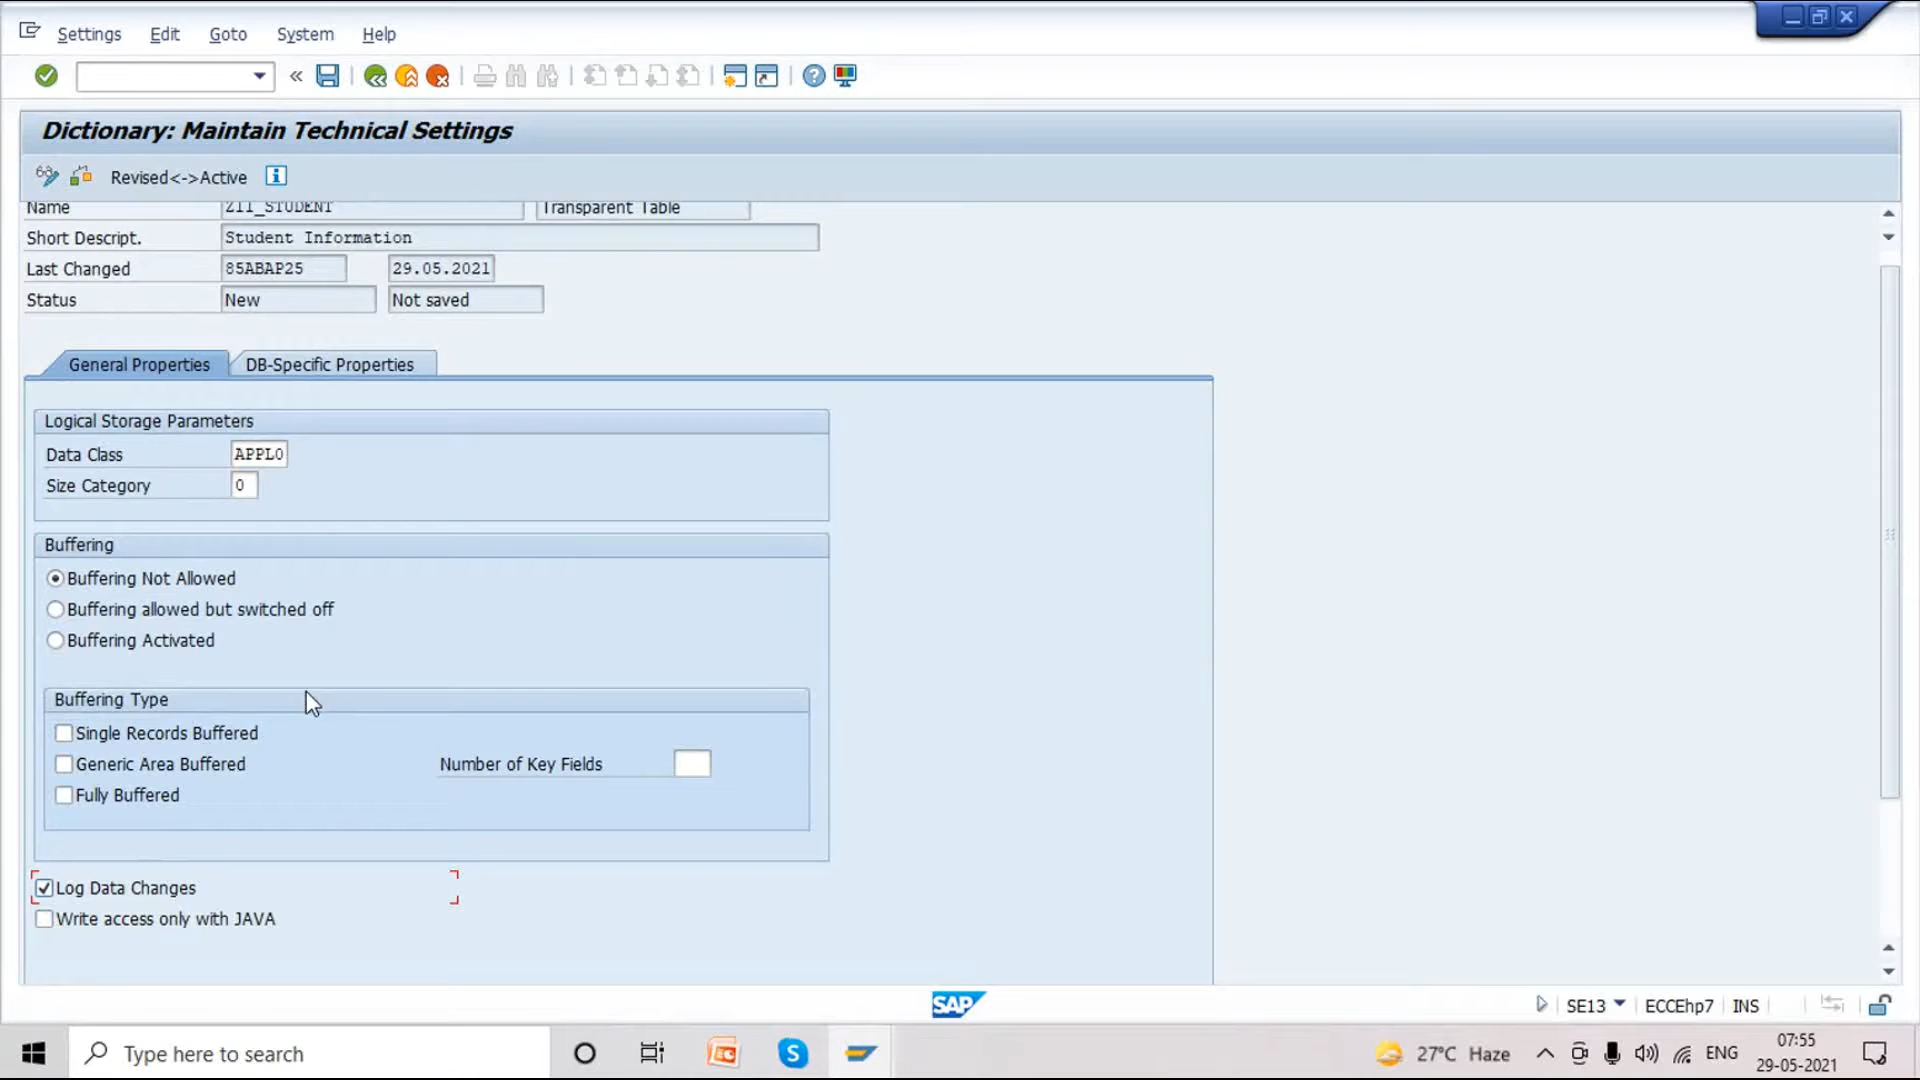 Settings Edit Goto System Help
Dictionary: Maintain Technical Settings
Revised<->Active
Name Z11_STUDENT Transparent Table
Short Descript. Student Information
Last Changed 85ABAP25 29.05.2021
Status New Not saved
General Properties DB-Specific Properties
Logical Storage Parameters
Data Class APPL0
Size Category 0
Buffering
Buffering Not Allowed
Buffering allowed but switched off
Buffering Activated
Buffering Type
Single Records Buffered
Generic Area Buffered Number of Key Fields
Fully Buffered
Log Data Changes
Write access only with JAVA
SAP SE13 ECCEhp7 INS
Type here to search 27°C Haze ENG 07:55
29-05-2021